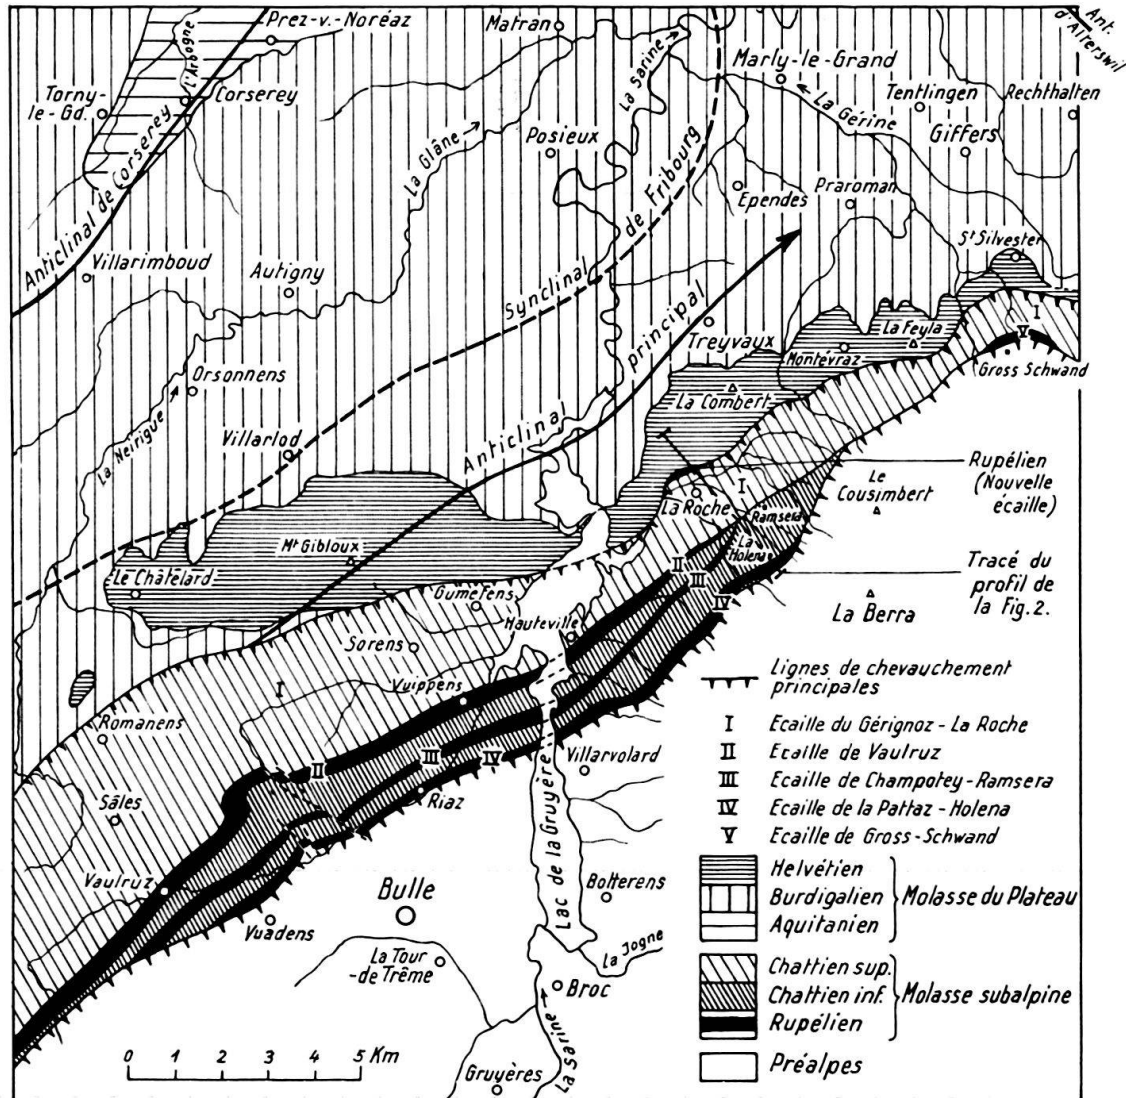 Prez-v.-Noréaz
Matran
Ant.
d'Alterswil
L'Arbogne
La Sarine
Marly-le-Grand
Torny-
le-Gd.
Corserey
La Gérine
Tentlingen
Rechthalten
Giffers
La Glâne
Posieux
Anticlinal de Corserey
Ependes
Praroman
St Silvester
Villarimboud
Autigny
Synclinal de Fribourg
Anticlinal principal
Treyvaux
La Feyla
Montévraz
I
V
Gross Schwand
Orsonnens
La Combert
La Neirigue
Villarlod
Rupélien
(Nouvelle
écaille)
La Roche
I
Ramsera
Le
Cousimbert
La
Holena
Mt Gibloux
Le Châtelard
Gumefens
II
III
IV
Tracé du
profil de
la Fig. 2.
La Berra
Hauteville
Sorens
I
Vuippens
Romanens
Lignes de chevauchement
principales
I Ecaille du Gérignoz - La Roche
II Ecaille de Vaulruz
III Ecaille de Champotey-Ramsera
IV Ecaille de la Pattaz - Holena
V Ecaille de Gross-Schwand
II
III
IV
Villarvolard
Riaz
Sâles
Lac de la Gruyère
Vaulruz
Bulle
Botterens
Vuadens
La Tour
-de Trême
La Jogne
Broc
La Sarine
Gruyères
Helvétien
Burdigalien
Aquitanien
Molasse du Plateau
Chattien sup.
Chattien inf.
Rupélien
Molasse subalpine
Préalpes
0 1 2 3 4 5 Km